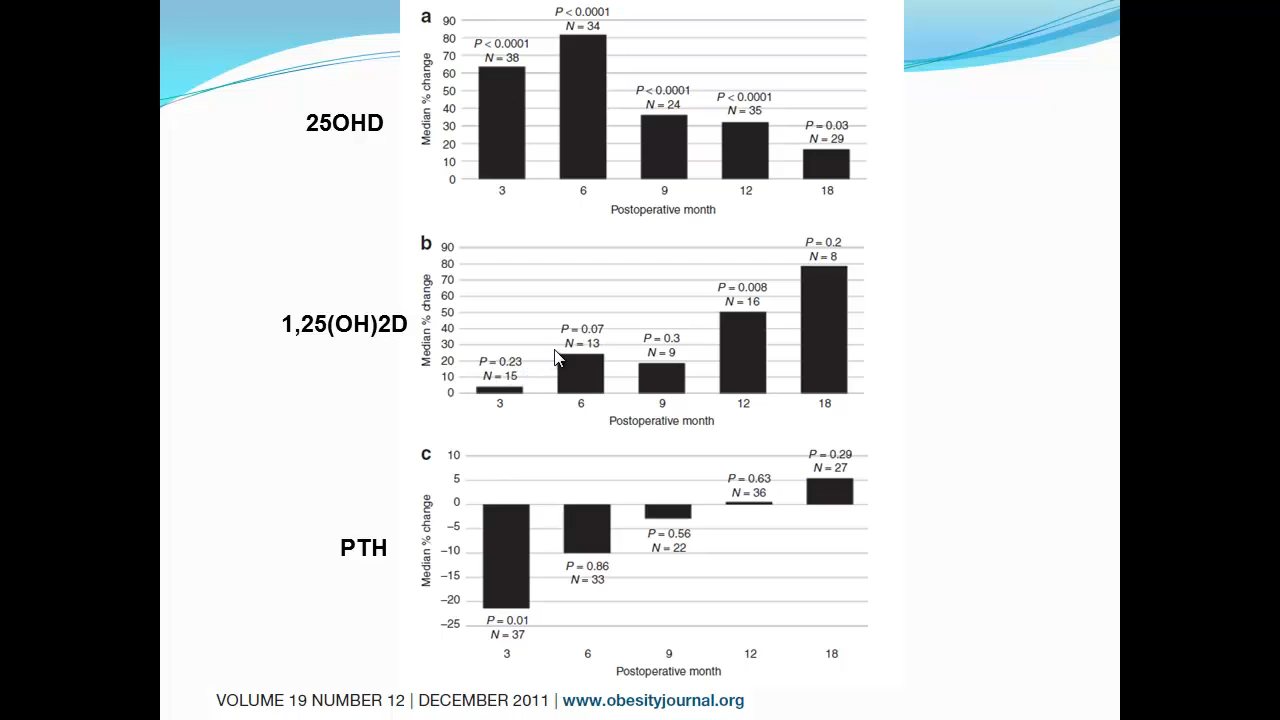 a
P < 0.0001
N = 34
P < 0.0001
N = 38
P < 0.0001
N = 24
P < 0.0001
N = 35
P = 0.03
N = 29
25OHD
Median % change
90
80
70
60
50
40
30
20
10
0
3 6 9 12 18
Postoperative month
b
P = 0.23
N = 15
P = 0.07
N = 13
P = 0.3
N = 9
P = 0.008
N = 16
P = 0.2
N = 8
1,25(OH)2D
Median % change
90
80
70
60
50
40
30
20
10
0
3 6 9 12 18
Postoperative month
c
P = 0.01
N = 37
P = 0.86
N = 33
P = 0.56
N = 22
P = 0.63
N = 36
P = 0.29
N = 27
PTH
Median % change
10
5
0
–5
–10
–15
–20
–25
3 6 9 12 18
Postoperative month
VOLUME 19 NUMBER 12 | DECEMBER 2011 | www.obesityjournal.org